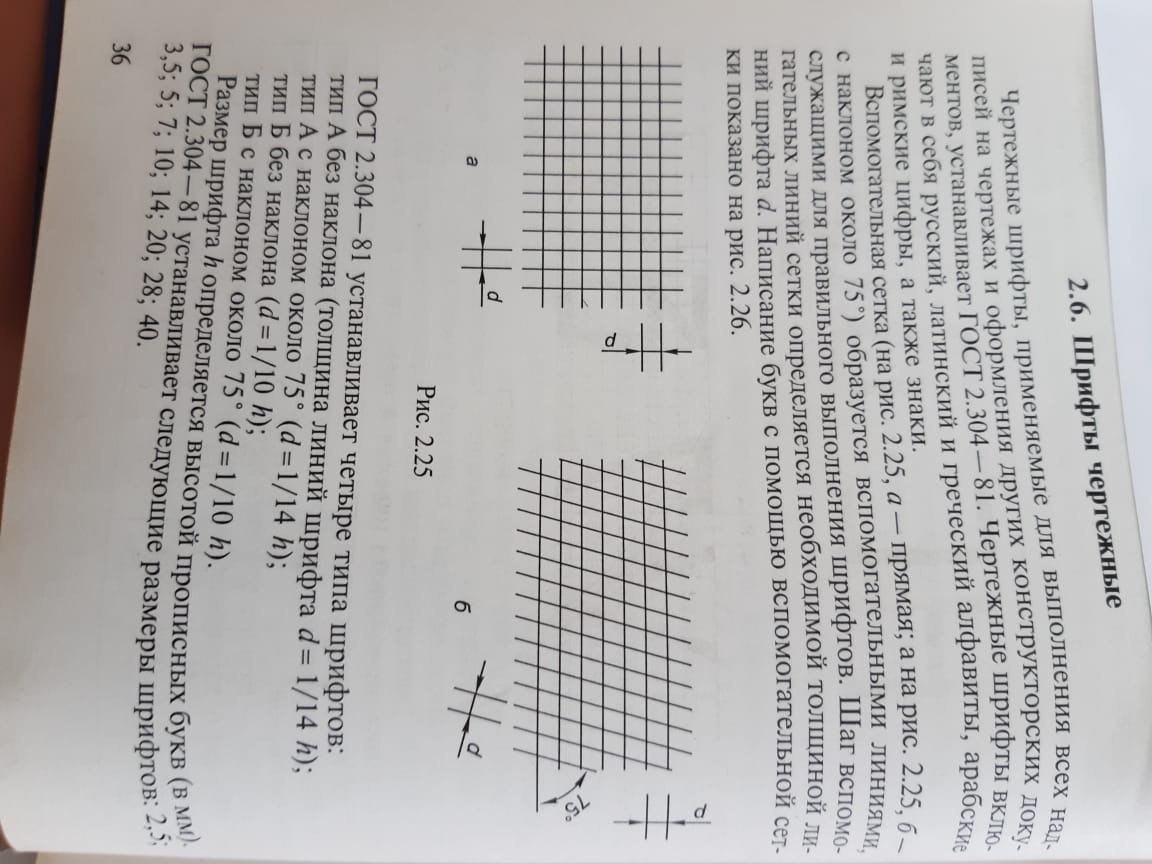 2.6. Шрифты чертежные
Чертежные шрифты, применяемые для выполнения всех над-
писей на чертежах и оформления других конструкторских доку-
ментов, устанавливает ГОСТ 2.304—81. Чертежные шрифты вклю-
чают в себя русский, латинский и греческий алфавиты, арабские
и римские цифры, а также знаки.
Вспомогательная сетка (на рис. 2.25, а — прямая; а на рис. 2.25, б —
с наклоном около 75°) образуется вспомогательными линиями,
служащими для правильного выполнения шрифтов. Шаг вспомо-
гательных линий сетки определяется необходимой толщиной ли-
ний шрифта d. Написание букв с помощью вспомогательной сет-
ки показано на рис. 2.26.
d
d
75°
d
d
а
б
Рис. 2.25
ГОСТ 2.304—81 устанавливает четыре типа шрифтов:
тип А без наклона (толщина линий шрифта d = 1/14 h);
тип А с наклоном около 75° (d = 1/14 h);
тип Б без наклона (d = 1/10 h);
тип Б с наклоном около 75° (d = 1/10 h).
Размер шрифта h определяется высотой прописных букв (в мм).
ГОСТ 2.304—81 устанавливает следующие размеры шрифтов: 2,5;
3,5; 5; 7; 10; 14; 20; 28; 40.
36